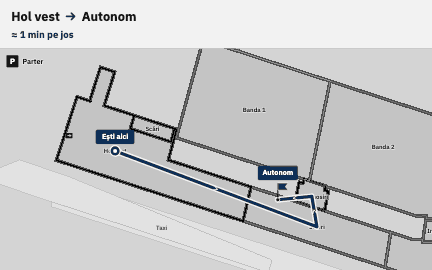 Hol vest → Autonom
≈ 1 min pe jos
P Parter
Banda 1
Scări
Ești aici
Banda 2
Autonom
Taxi